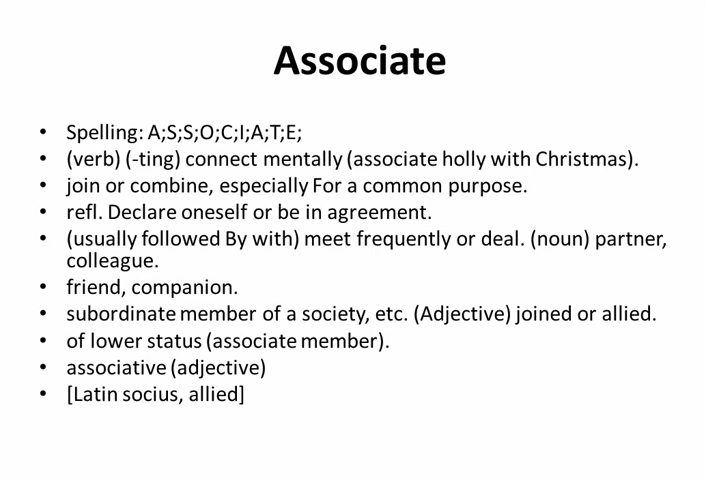 Associate
• Spelling: A;S;S;O;C;I;A;T;E;
• (verb) (-ting) connect mentally (associate holly with Christmas).
• join or combine, especially For a common purpose.
• refl. Declare oneself or be in agreement.
• (usually followed By with) meet frequently or deal. (noun) partner,
colleague.
• friend, companion.
• subordinate member of a society, etc. (Adjective) joined or allied.
• of lower status (associate member).
• associative (adjective)
• [Latin socius, allied]